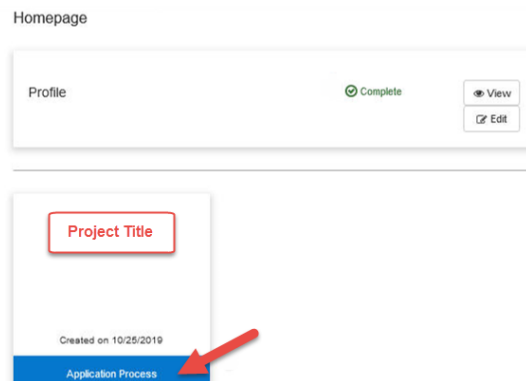 Homepage
Profile
Complete
View
Edit
Project Title
Created on 10/25/2019
Application Process